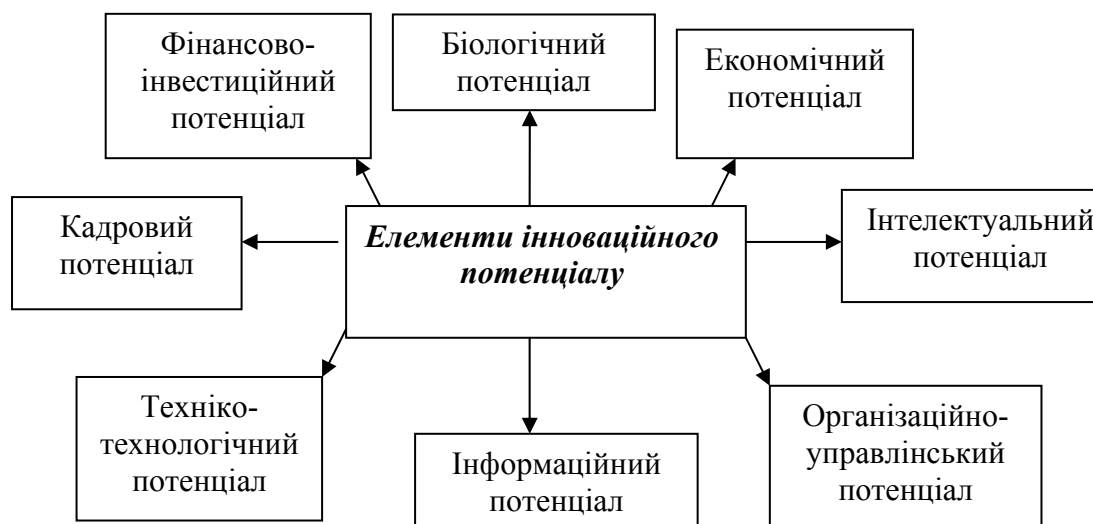 Фінансово-
інвестиційний
потенціал
Біологічний
потенціал
Економічний
потенціал
Кадровий
потенціал
Елементи інноваційного
потенціалу
Інтелектуальний
потенціал
Техніко-
технологічний
потенціал
Інформаційний
потенціал
Організаційно-
управлінський
потенціал